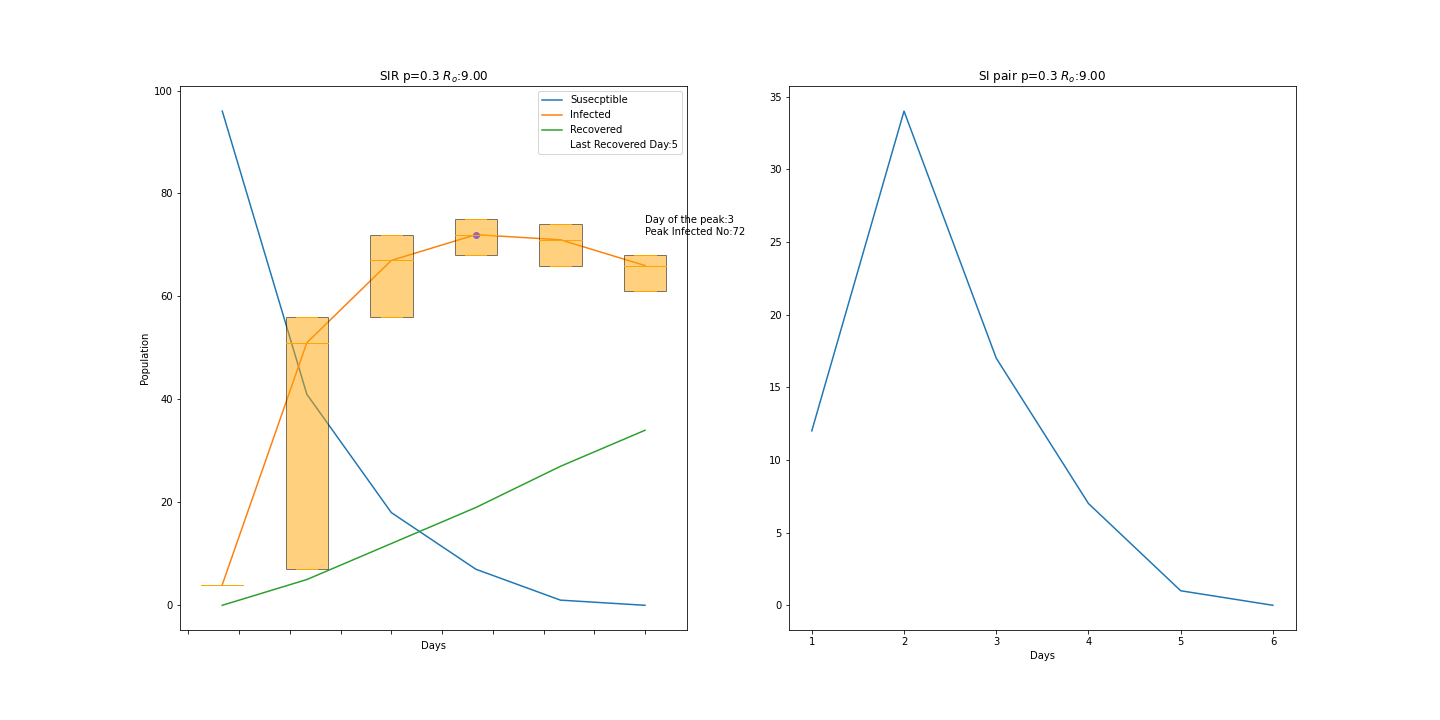 SIR p=0.3 Rₒ:9.00
100
80
60
40
20
0
Population
Days
Susecptible
Infected
Recovered
Last Recovered Day:5
Day of the peak:3
Peak Infected No:72
SI pair p=0.3 Rₒ:9.00
35
30
25
20
15
10
5
0
1 2 3 4 5 6
Days